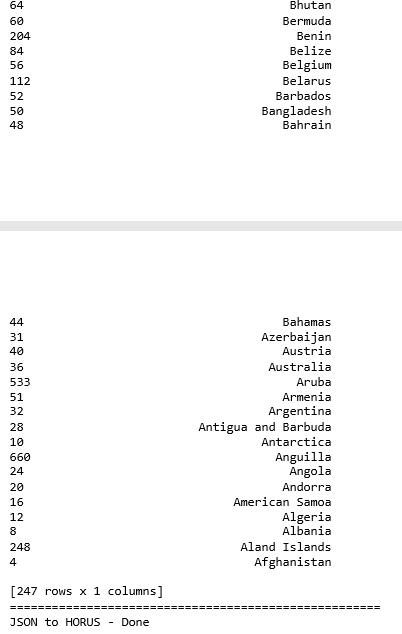 64 Bhutan
60 Bermuda
204 Benin
84 Belize
56 Belgium
112 Belarus
52 Barbados
50 Bangladesh
48 Bahrain
44 Bahamas
31 Azerbaijan
40 Austria
36 Australia
533 Aruba
51 Armenia
32 Argentina
28 Antigua and Barbuda
10 Antarctica
660 Anguilla
24 Angola
20 Andorra
16 American Samoa
12 Algeria
8 Albania
248 Aland Islands
4 Afghanistan
[247 rows x 1 columns]
=====================================================
JSON to HORUS - Done